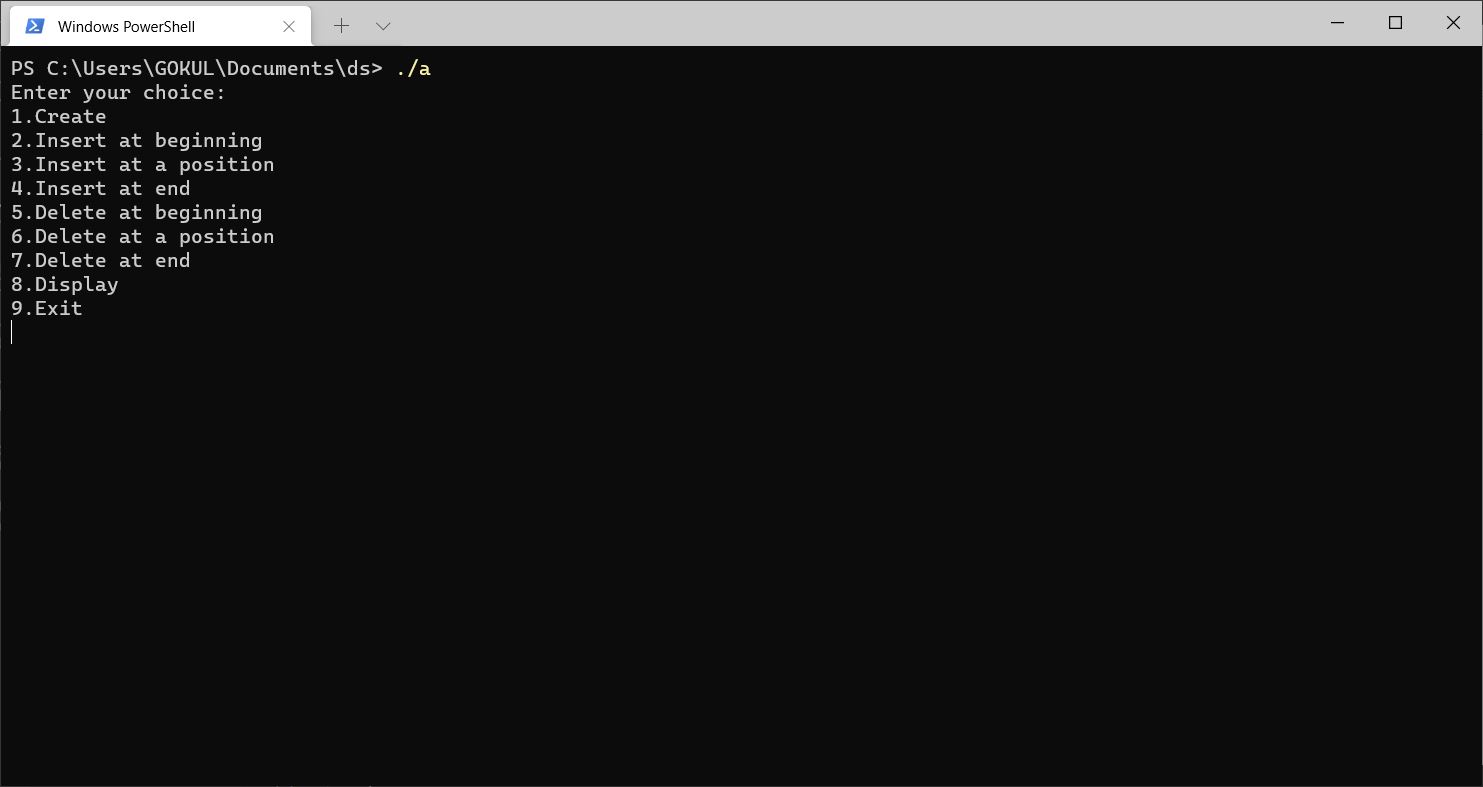 Windows PowerShell
PS C:\Users\GOKUL\Documents\ds> ./a
Enter your choice:
1.Create
2.Insert at beginning
3.Insert at a position
4.Insert at end
5.Delete at beginning
6.Delete at a position
7.Delete at end
8.Display
9.Exit